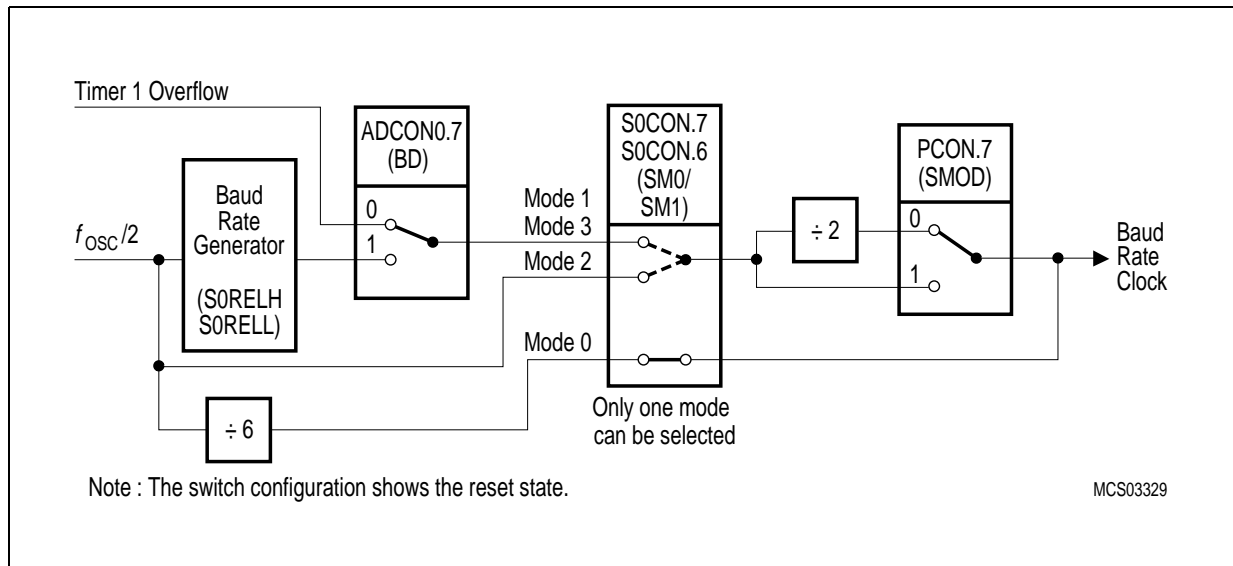 Timer 1 Overflow
ADCON0.7
(BD)
0
1
Baud
Rate
Generator
(S0RELH
S0RELL)
fOSC/2
÷ 6
Mode 1
Mode 3
Mode 2
Mode 0
S0CON.7
S0CON.6
(SM0/
SM1)
Only one mode
can be selected
÷ 2
PCON.7
(SMOD)
0
1
Baud
Rate
Clock
Note : The switch configuration shows the reset state.
MCS03329